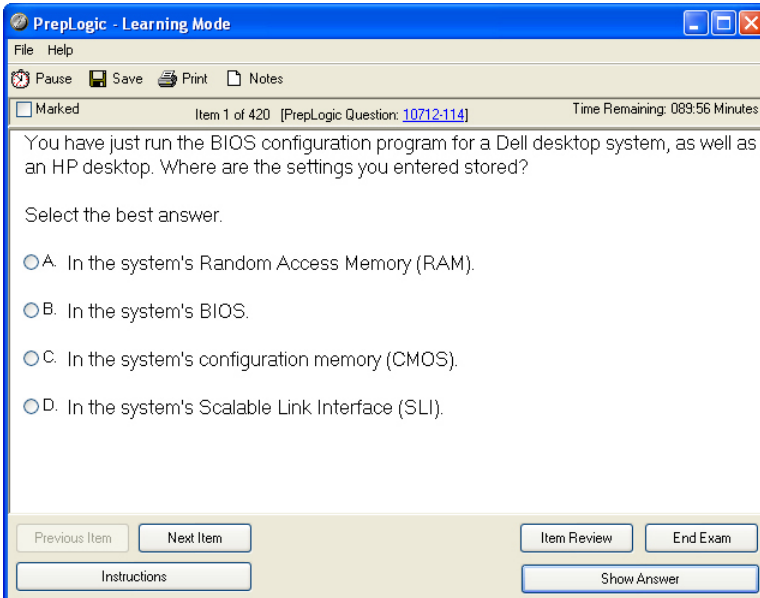 PrepLogic - Learning Mode
File Help
Pause Save Print Notes
Marked Item 1 of 420 [PrepLogic Question: 10712-114] Time Remaining: 089:56 Minutes
You have just run the BIOS configuration program for a Dell desktop system, as well as
an HP desktop. Where are the settings you entered stored?
Select the best answer.
A. In the system's Random Access Memory (RAM).
B. In the system's BIOS.
C. In the system's configuration memory (CMOS).
D. In the system's Scalable Link Interface (SLI).
Previous Item Next Item Item Review End Exam
Instructions Show Answer